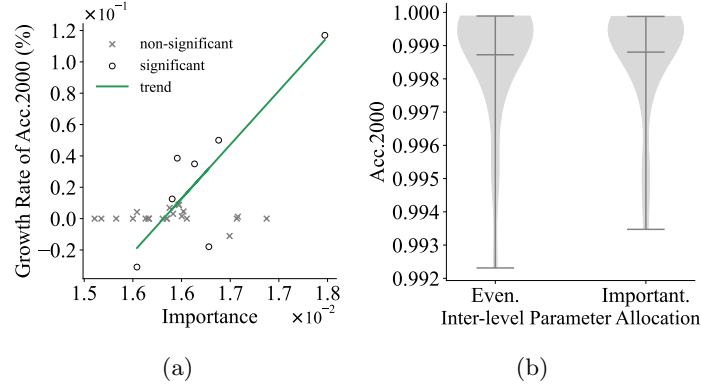 ×10⁻¹
Growth Rate of Acc.2000 (%)
1.2
1.0
0.8
0.6
0.4
0.2
0.0
−0.2
non-significant
significant
trend
1.5 1.6 1.6 1.7 1.7 1.8
Importance ×10⁻²
(a)
Acc.2000
1.000
0.999
0.998
0.997
0.996
0.995
0.994
0.993
0.992
Even. Important.
Inter-level Parameter Allocation
(b)